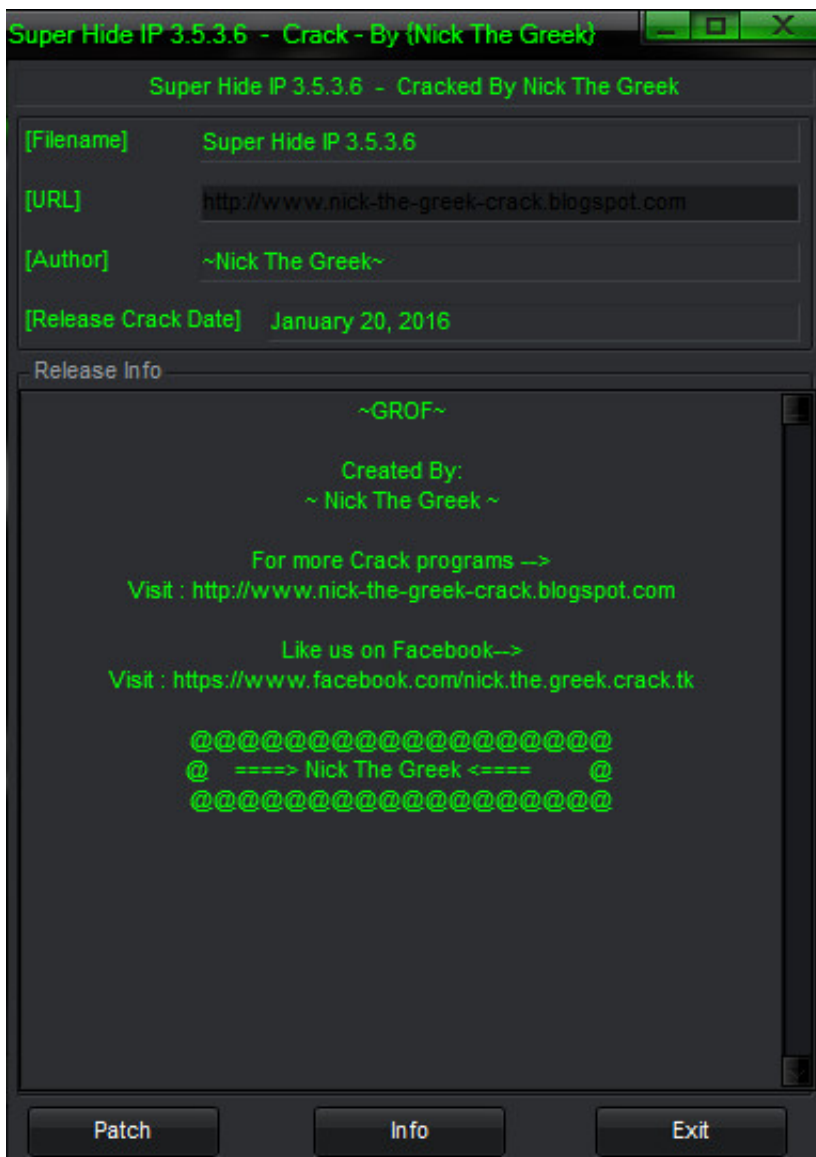 Super Hide IP 3.5.3.6 - Crack - By {Nick The Greek}
Super Hide IP 3.5.3.6 - Cracked By Nick The Greek
[Filename] Super Hide IP 3.5.3.6
[URL] http://www.nick-the-greek-crack.blogspot.com
[Author] ~Nick The Greek~
[Release Crack Date] January 20, 2016
Release Info
~GROF~
Created By:
~ Nick The Greek ~
For more Crack programs -->
Visit : http://www.nick-the-greek-crack.blogspot.com
Like us on Facebook-->
Visit : https://www.facebook.com/nick.the.greek.crack.tk
@@@@@@@@@@@@@@@@@@
@ ====> Nick The Greek <==== @
@@@@@@@@@@@@@@@@@@
Patch Info Exit